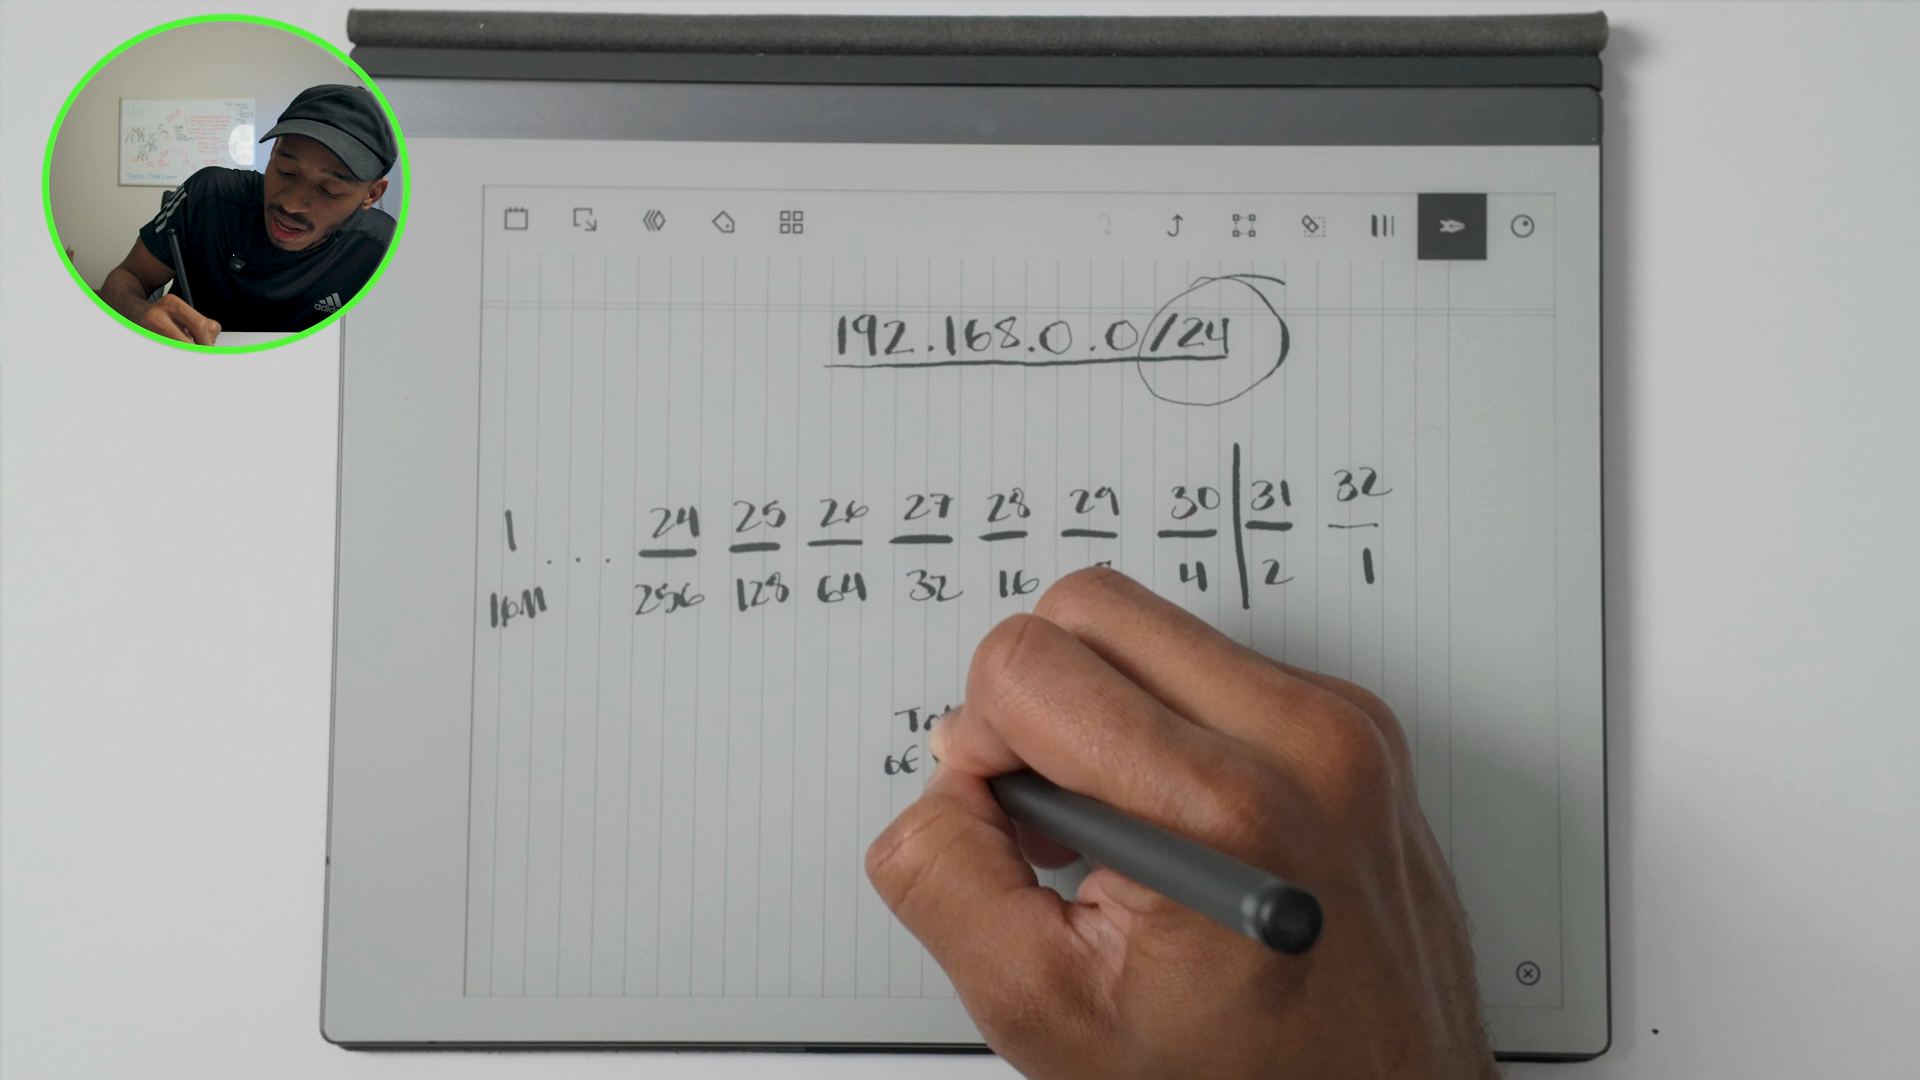 192.168.0.0/24
1 ... 24 25 26 27 28 29 30 31 32
256 128 64 32 16 4 2 1
adidas